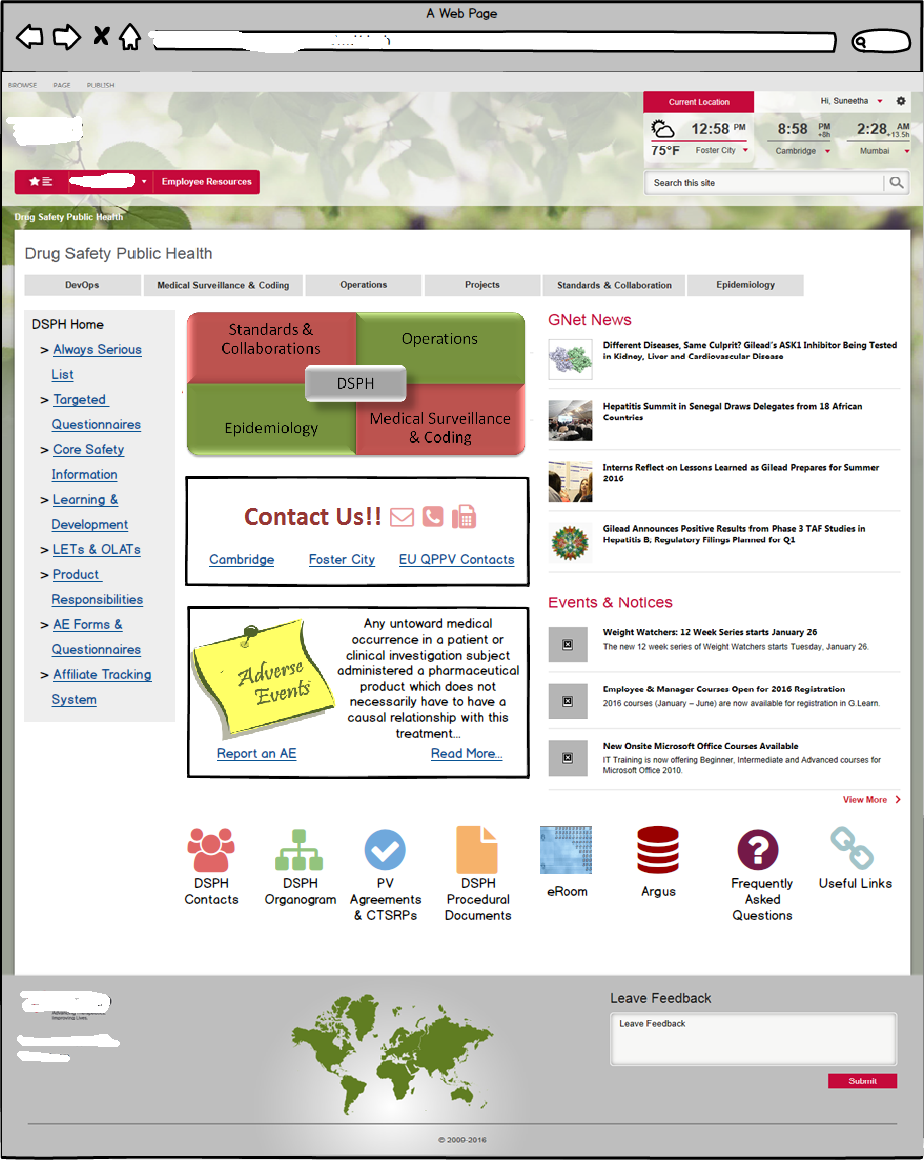 A Web Page
BROWSE PAGE PUBLISH
Current Location
Hi, Suneetha
12:58 PM
75°F Foster City
8:58 PM +8h
Cambridge
2:28 AM +13.5h
Mumbai
Employee Resources
Search this site
Drug Safety Public Health
Drug Safety Public Health
DevOps
Medical Surveillance & Coding
Operations
Projects
Standards & Collaboration
Epidemiology
DSPH Home
> Always Serious
List
> Targeted
Questionnaires
> Core Safety
Information
> Learning &
Development
> LETs & OLATs
> Product
Responsibilities
> AE Forms &
Questionnaires
> Affiliate Tracking
System
Standards &
Collaborations
Operations
DSPH
Epidemiology
Medical Surveillance
& Coding
Contact Us!!
Cambridge
Foster City
EU QPPV Contacts
Adverse
Events
Any untoward medical
occurrence in a patient or
clinical investigation subject
administered a pharmaceutical
product which does not
necessarily have to have a
causal relationship with this
treatment...
Report an AE
Read More...
GNet News
Different Diseases, Same Culprit? Gilead's ASK1 Inhibitor Being Tested
in Kidney, Liver and Cardiovascular Disease
Hepatitis Summit in Senegal Draws Delegates from 18 African
Countries
Interns Reflect on Lessons Learned as Gilead Prepares for Summer
2016
Gilead Announces Positive Results from Phase 3 TAF Studies in
Hepatitis B, Regulatory Filings Planned for Q1
Events & Notices
Weight Watchers: 12 Week Series starts January 26
The new 12 week series of Weight Watchers starts Tuesday, January 26.
Employee & Manager Courses Open for 2016 Registration
2016 courses (January – June) are now available for registration in G.Learn.
New Onsite Microsoft Office Courses Available
IT Training is now offering Beginner, Intermediate and Advanced courses for
Microsoft Office 2010.
View More
DSPH
Contacts
DSPH
Organogram
PV
Agreements
& CTSRPs
DSPH
Procedural
Documents
eRoom
Argus
Frequently
Asked
Questions
Useful Links
Improving Lives.
Leave Feedback
Leave Feedback
Submit
© 2009-2016